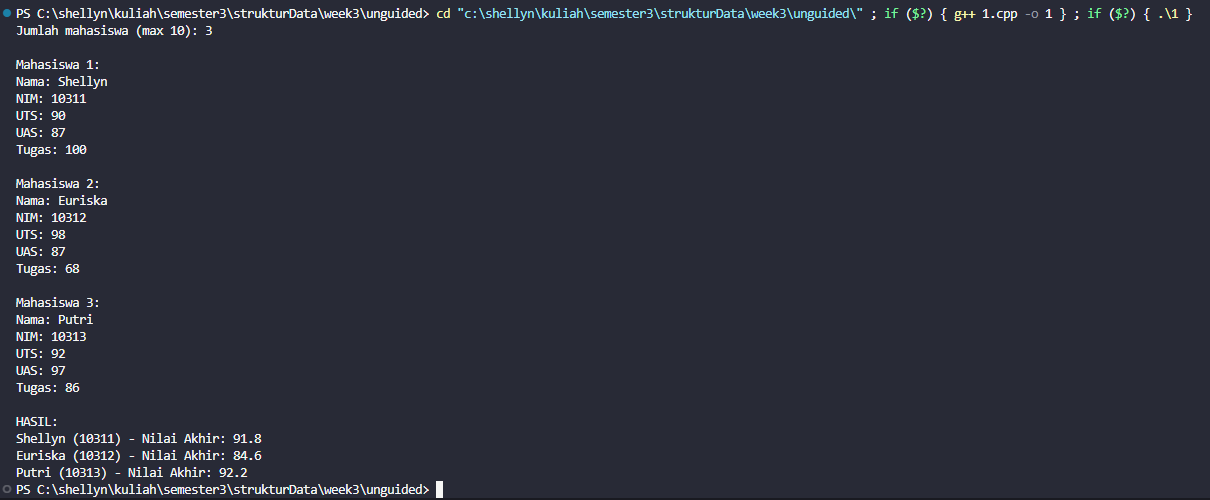 PS C:\shellyn\kuliah\semester3\strukturData\week3\unguided> cd "c:\shellyn\kuliah\semester3\strukturData\week3\unguided\" ; if ($?) { g++ 1.cpp -o 1 } ; if ($?) { .\1 }
Jumlah mahasiswa (max 10): 3
Mahasiswa 1:
Nama: Shellyn
NIM: 10311
UTS: 90
UAS: 87
Tugas: 100
Mahasiswa 2:
Nama: Euriska
NIM: 10312
UTS: 98
UAS: 87
Tugas: 68
Mahasiswa 3:
Nama: Putri
NIM: 10313
UTS: 92
UAS: 97
Tugas: 86
HASIL:
Shellyn (10311) - Nilai Akhir: 91.8
Euriska (10312) - Nilai Akhir: 84.6
Putri (10313) - Nilai Akhir: 92.2
PS C:\shellyn\kuliah\semester3\strukturData\week3\unguided>